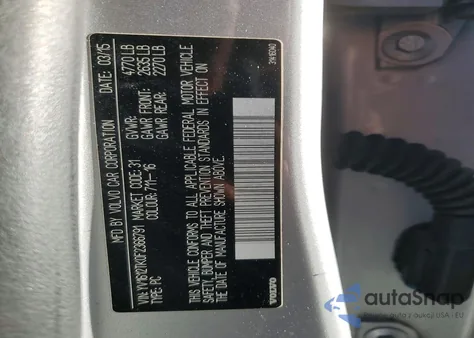 MFD BY VOLVO CAR CORPORATION DATE: 03/15
VIN: YV1612TK0F2366791 MARKET CODE: 31 GVWR: 4770 LB
TYPE: PC COLOUR: 711-16 GAWR FRONT: 2635 LB
GAWR REAR: 2270 LB
THIS VEHICLE CONFORMS TO ALL APPLICABLE FEDERAL MOTOR VEHICLE
SAFETY, BUMPER AND THEFT PREVENTION STANDARDS IN EFFECT ON
THE DATE OF MANUFACTURE SHOWN ABOVE.
VOLVO
autoSnap